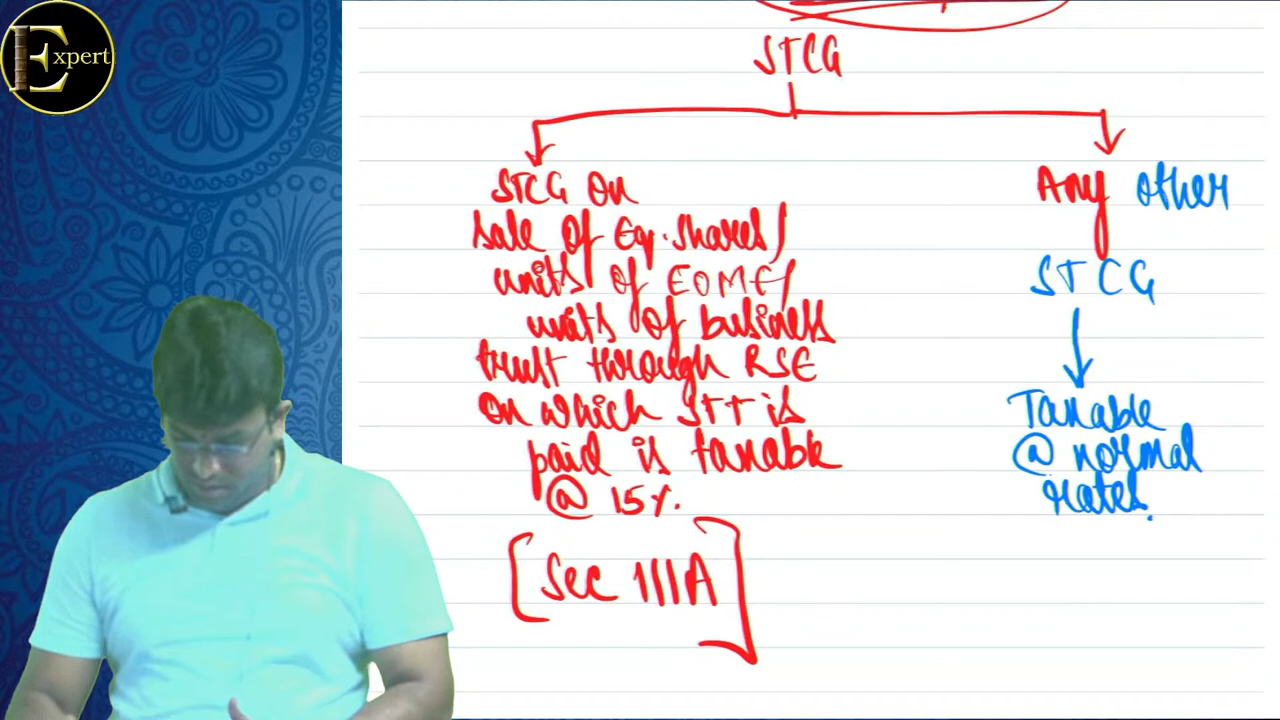 Expert
STCG
STCG on
sale of Eq. shares/
units of EOMF/
units of business
trust through RSE
on which STT is
paid is taxable
@ 15%.
[Sec 111A]
Any other
STCG
Taxable
@ normal
rates.